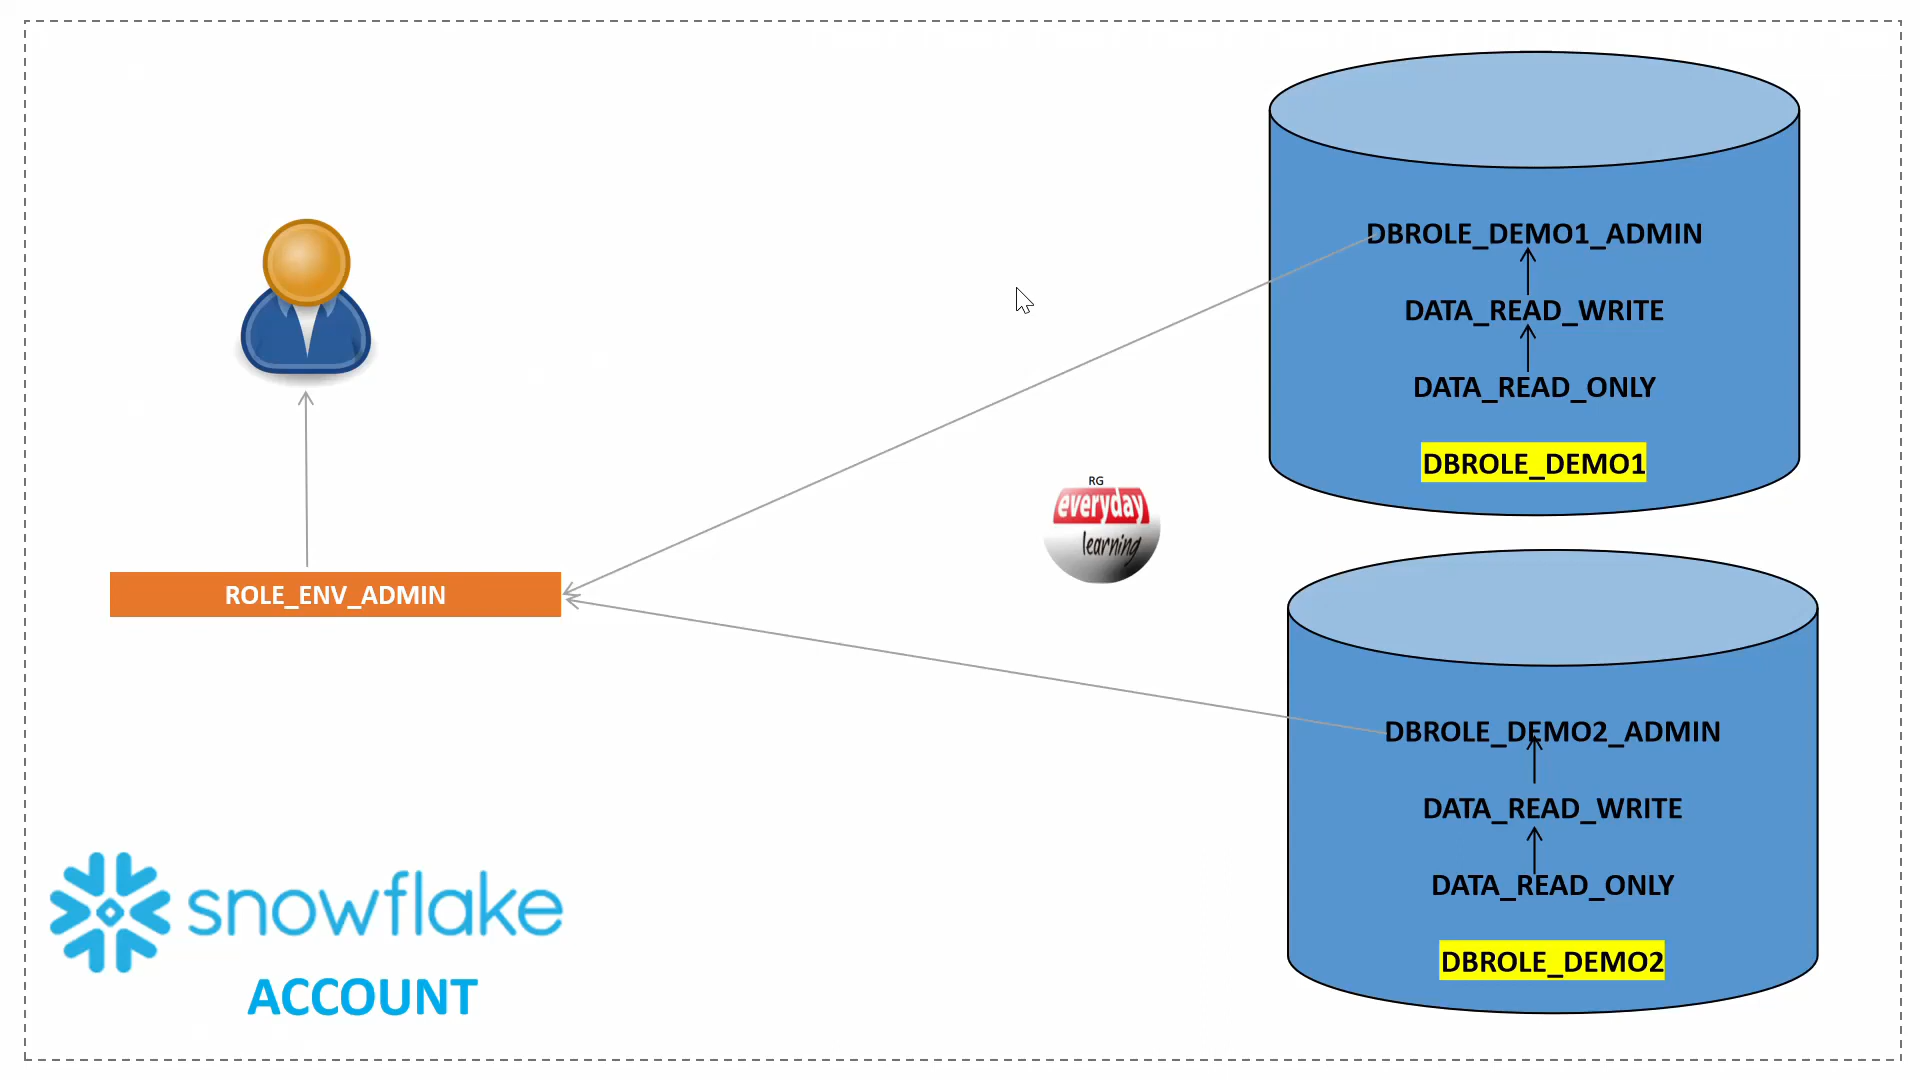 DBROLE_DEMO1_ADMIN
DATA_READ_WRITE
DATA_READ_ONLY
DBROLE_DEMO1
RG
everyday
learning
ROLE_ENV_ADMIN
DBROLE_DEMO2_ADMIN
DATA_READ_WRITE
DATA_READ_ONLY
DBROLE_DEMO2
snowflake
ACCOUNT